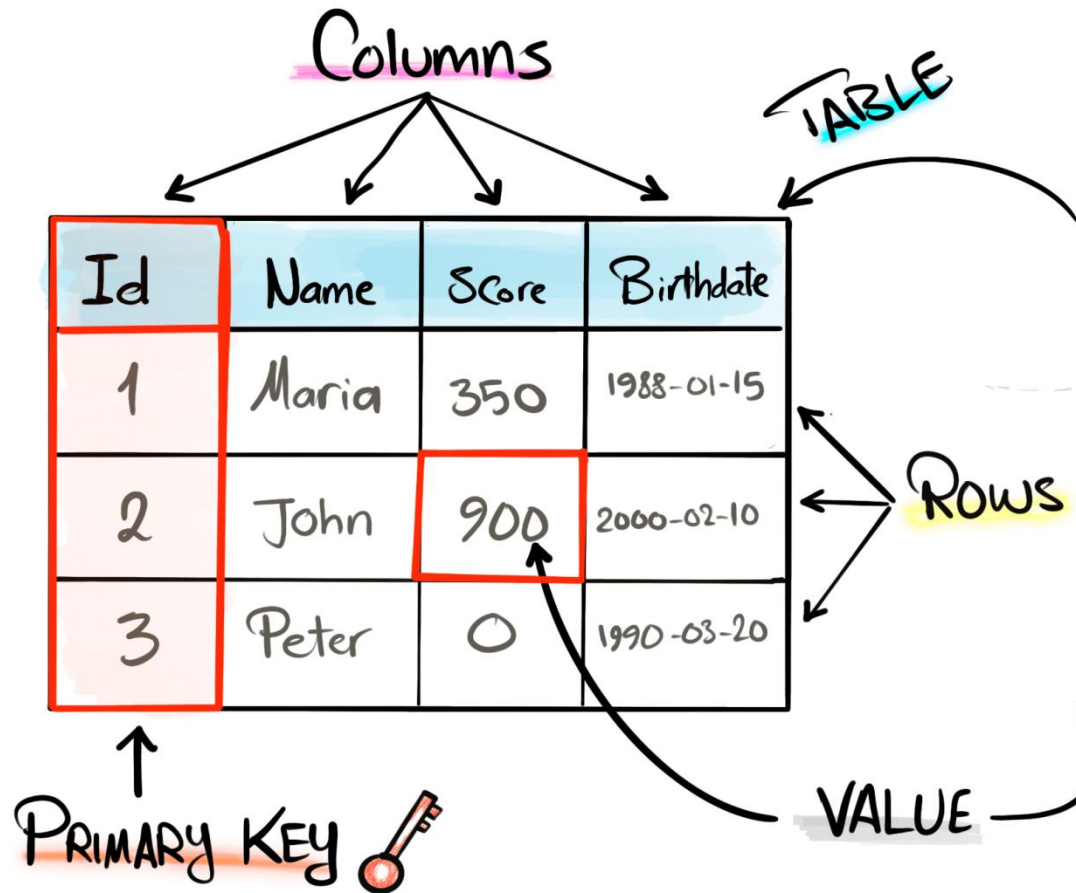 Columns
TABLE
Id Name Score Birthdate
1 Maria 350 1988-01-15
2 John 900 2000-02-10
3 Peter 0 1990-03-20
ROWS
PRIMARY KEY
VALUE